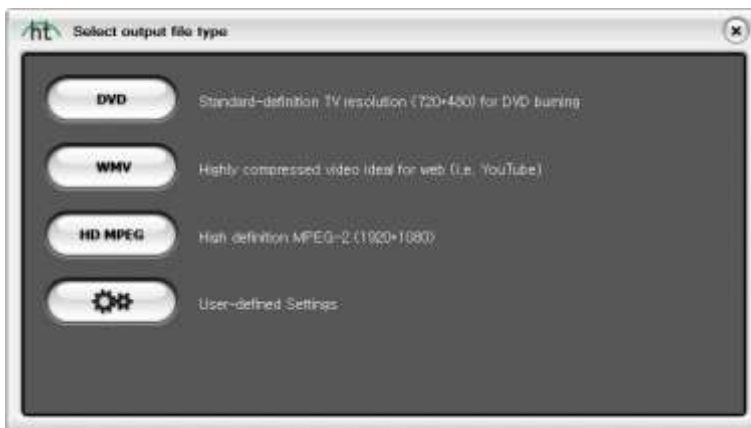 ht Select output file type
DVD Standard-definition TV resolution (720*480) for DVD burning
WMV Highly compressed video ideal for web (i.e. YouTube)
HD MPEG High definition MPEG-2 (1920*1080)
User-defined Settings